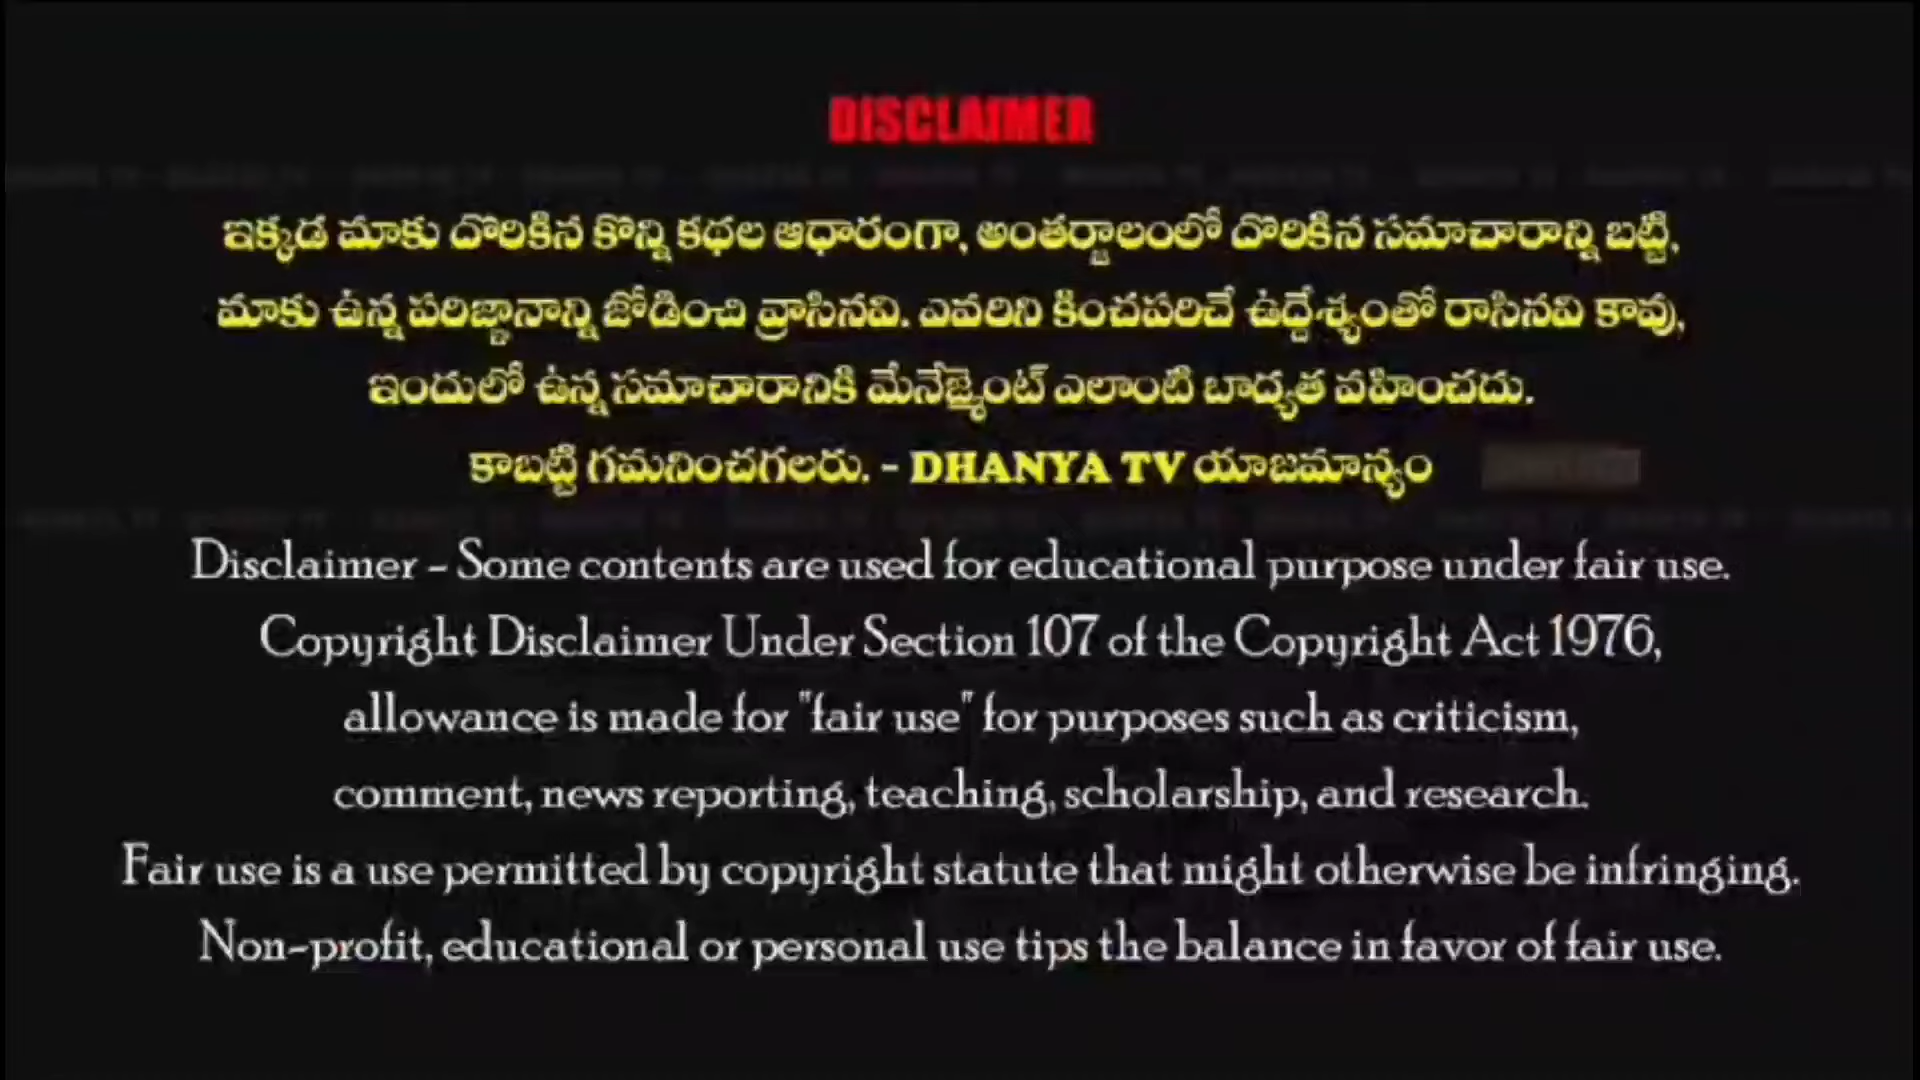 DISCLAIMER
ఇక్కడ మాకు దొరికిన కొన్ని కథల ఆధారంగా, అంతర్జాలంలో దొరికిన సమాచారాన్ని బట్టి,
మాకు ఉన్న పరిజ్ఞానాన్ని జోడించి వ్రాసినవి. ఎవరిని కించపరిచే ఉద్దేశ్యంతో రాసినవి కావు,
ఇందులో ఉన్న సమాచారానికి మేనేజ్మెంట్ ఎలాంటి బాద్యత వహించదు.
కాబట్టి గమనించగలరు. - DHANYA TV యాజమాన్యం
Disclaimer - Some contents are used for educational purpose under fair use.
Copyright Disclaimer Under Section 107 of the Copyright Act 1976,
allowance is made for "fair use" for purposes such as criticism,
comment, news reporting, teaching, scholarship, and research.
Fair use is a use permitted by copyright statute that might otherwise be infringing.
Non-profit, educational or personal use tips the balance in favor of fair use.